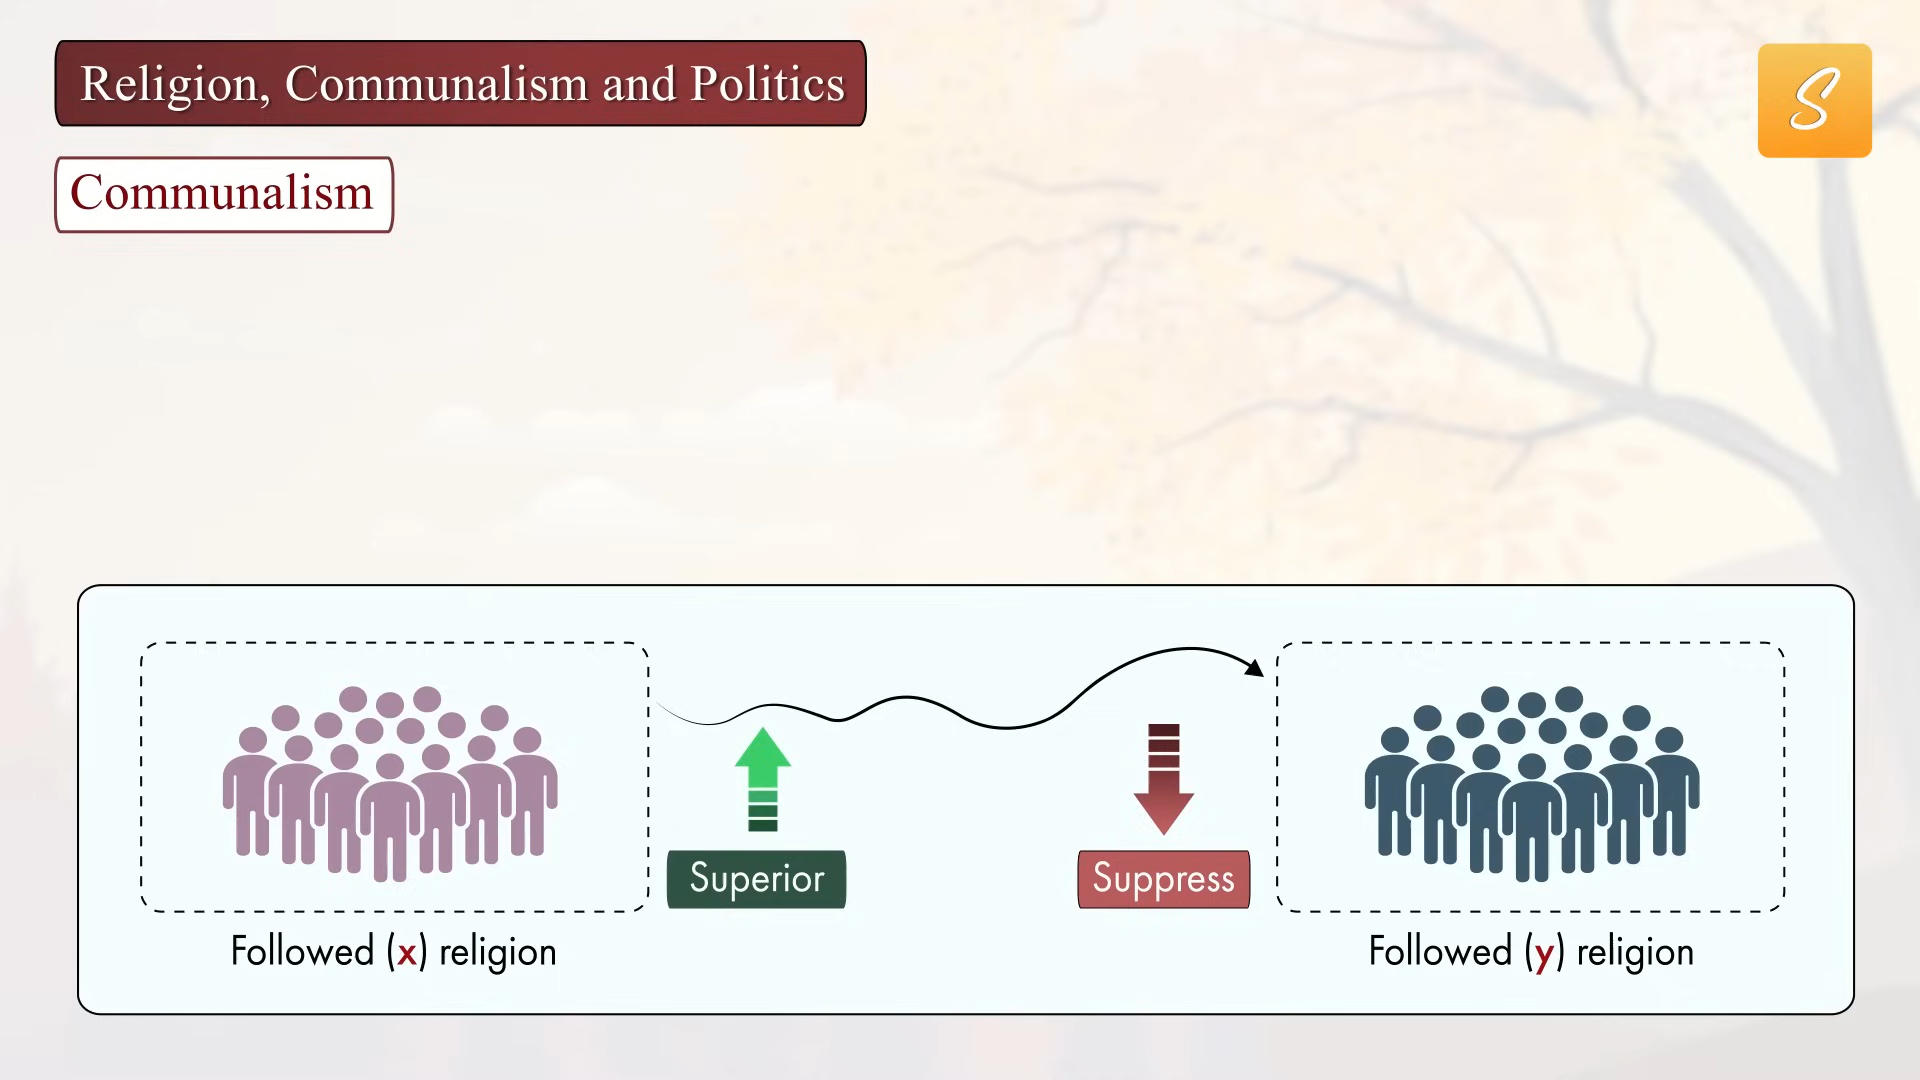 Religion, Communalism and Politics
S
Communalism
Superior
Suppress
Followed (x) religion
Followed (y) religion